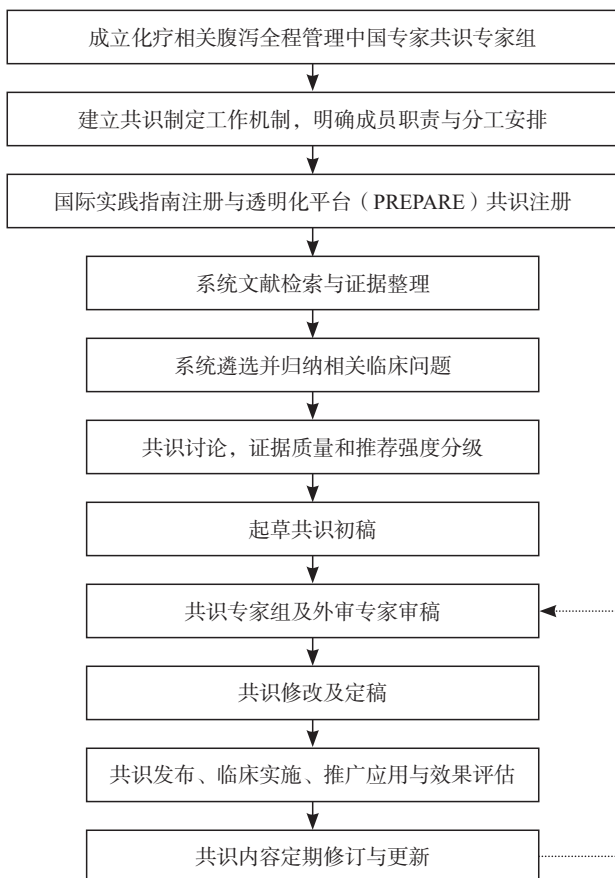 成立化疗相关腹泻全程管理中国专家共识专家组
建立共识制定工作机制，明确成员职责与分工安排
国际实践指南注册与透明化平台（PREPARE）共识注册
系统文献检索与证据整理
系统遴选并归纳相关临床问题
共识讨论，证据质量和推荐强度分级
起草共识初稿
共识专家组及外审专家审稿
共识修改及定稿
共识发布、临床实施、推广应用与效果评估
共识内容定期修订与更新